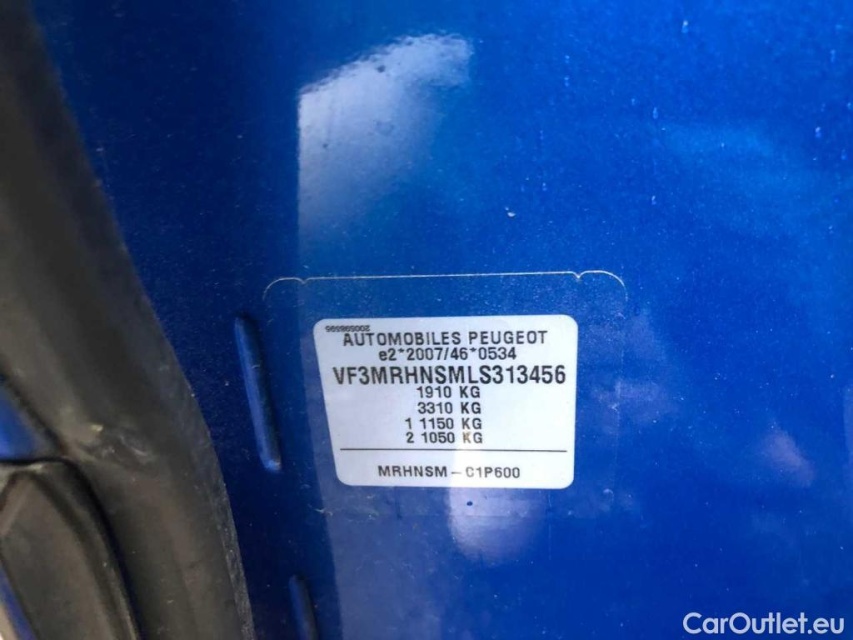 AUTOMOBILES PEUGEOT
e2*2007/46*0534
VF3MRHNSMLS313456
1910 KG
3310 KG
1 1150 KG
2 1050 KG
MRHNSM-C1P600
CarOutlet.eu